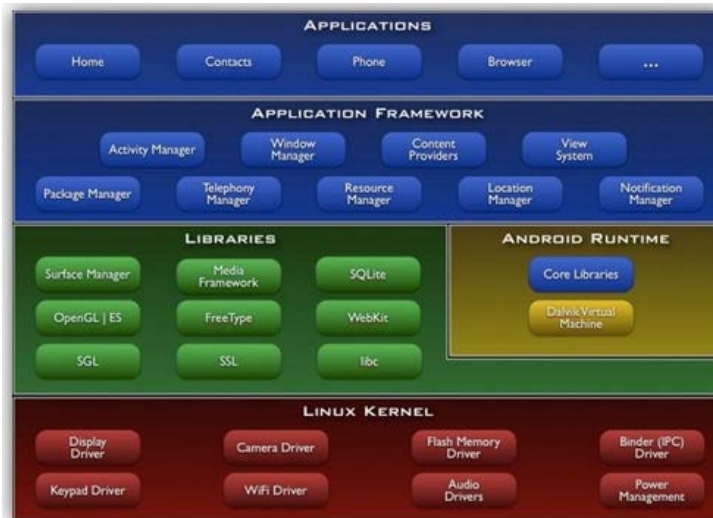 APPLICATIONS
Home
Contacts
Phone
Browser
...
APPLICATION FRAMEWORK
Activity Manager
Window
Manager
Content
Providers
View
System
Package Manager
Telephony
Manager
Resource
Manager
Location
Manager
Notification
Manager
LIBRARIES
Surface Manager
Media
Framework
SQLite
OpenGL | ES
FreeType
WebKit
SGL
SSL
libc
ANDROID RUNTIME
Core Libraries
Dalvik Virtual
Machine
LINUX KERNEL
Display
Driver
Camera Driver
Flash Memory
Driver
Binder (IPC)
Driver
Keypad Driver
WiFi Driver
Audio
Drivers
Power
Management